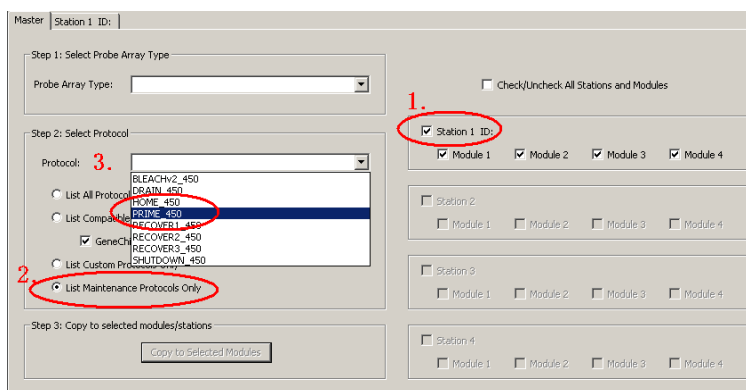 Master
Station 1 ID:
Step 1: Select Probe Array Type
Probe Array Type:
Step 2: Select Protocol
Protocol:
3.
BLEACHv2_450
DRAIN_450
HOME_450
PRIME_450
RECOVER1_450
RECOVER2_450
RECOVER3_450
SHUTDOWN_450
List All Protocol
List Compatible
GeneChi
List Custom Protocols Only
2.
List Maintenance Protocols Only
Step 3: Copy to selected modules/stations
Copy to Selected Modules
Check/Uncheck All Stations and Modules
1.
Station 1 ID:
Module 1 Module 2 Module 3 Module 4
Station 2
Module 1 Module 2 Module 3 Module 4
Station 3
Module 1 Module 2 Module 3 Module 4
Station 4
Module 1 Module 2 Module 3 Module 4